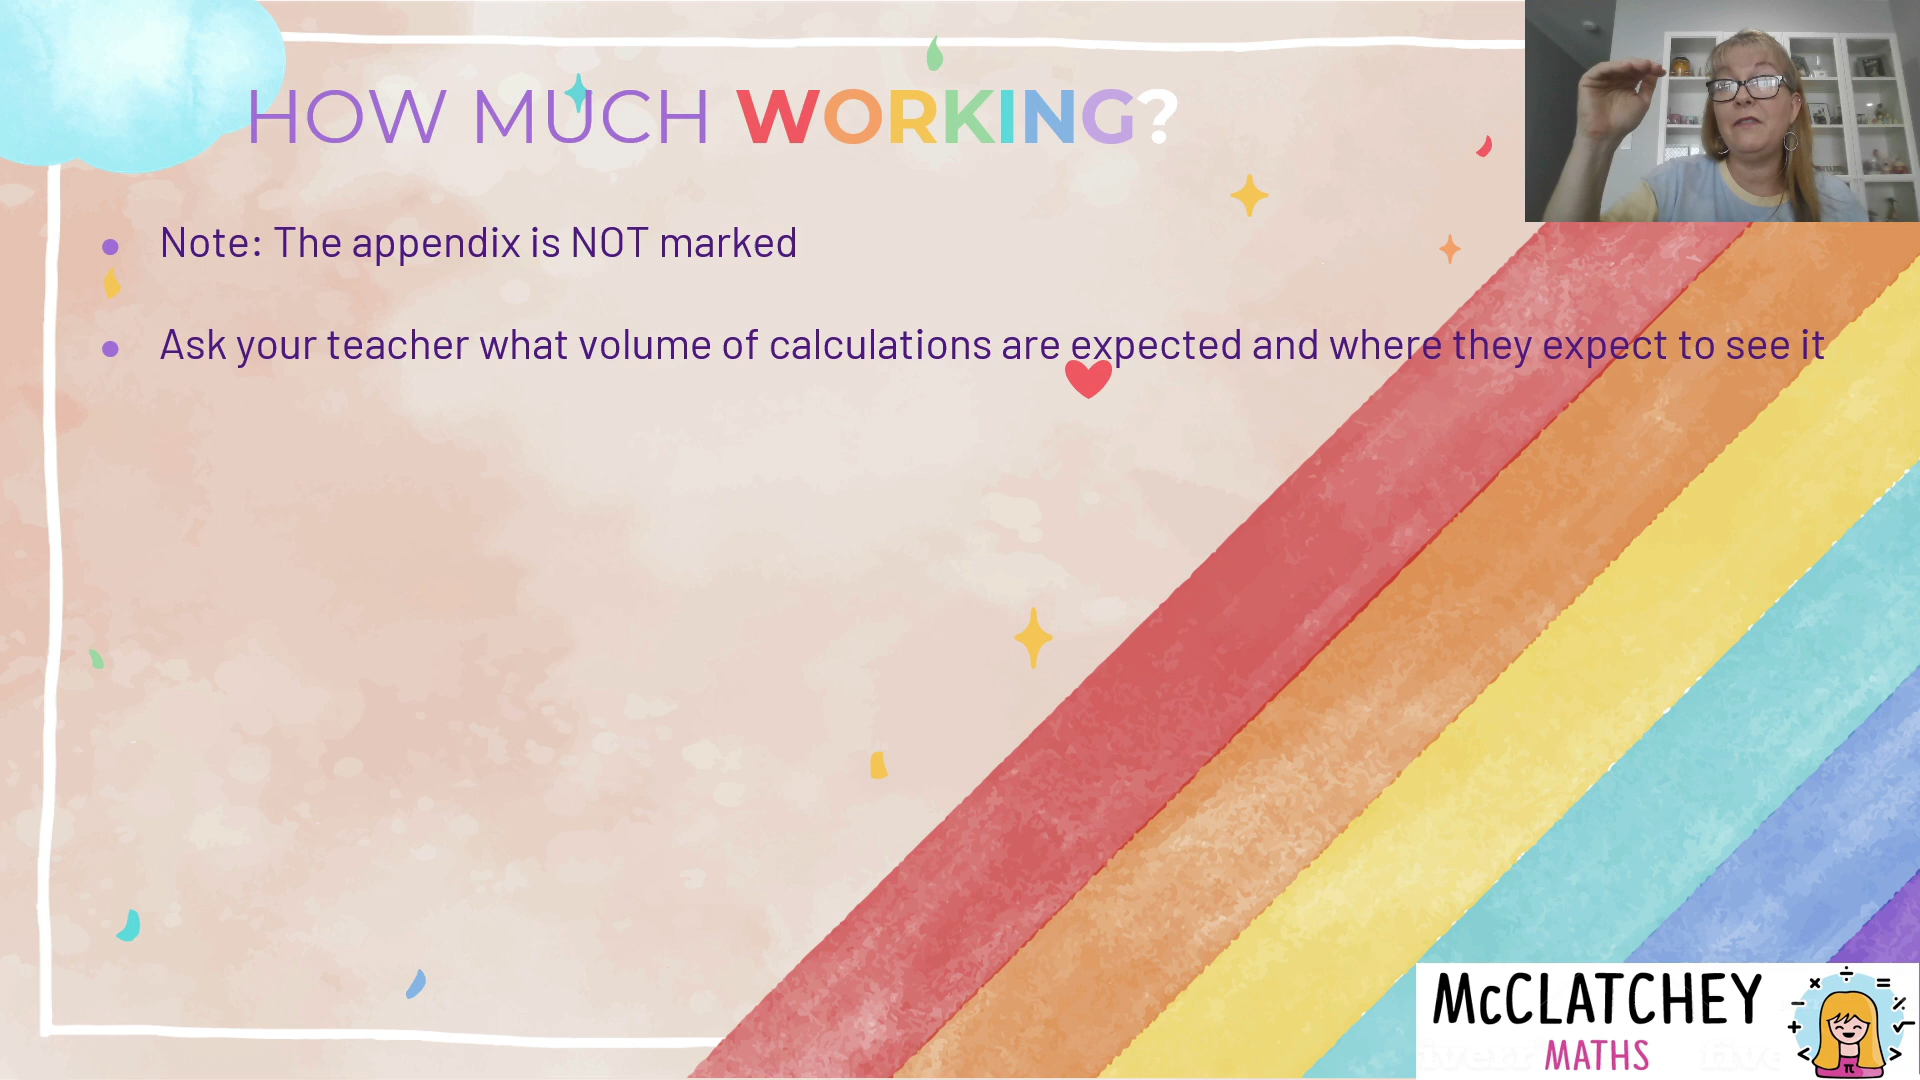 HOW MUCH WORKING?
Note: The appendix is NOT marked
Ask your teacher what volume of calculations are expected and where they expect to see it
McCLATCHEY
MATHS